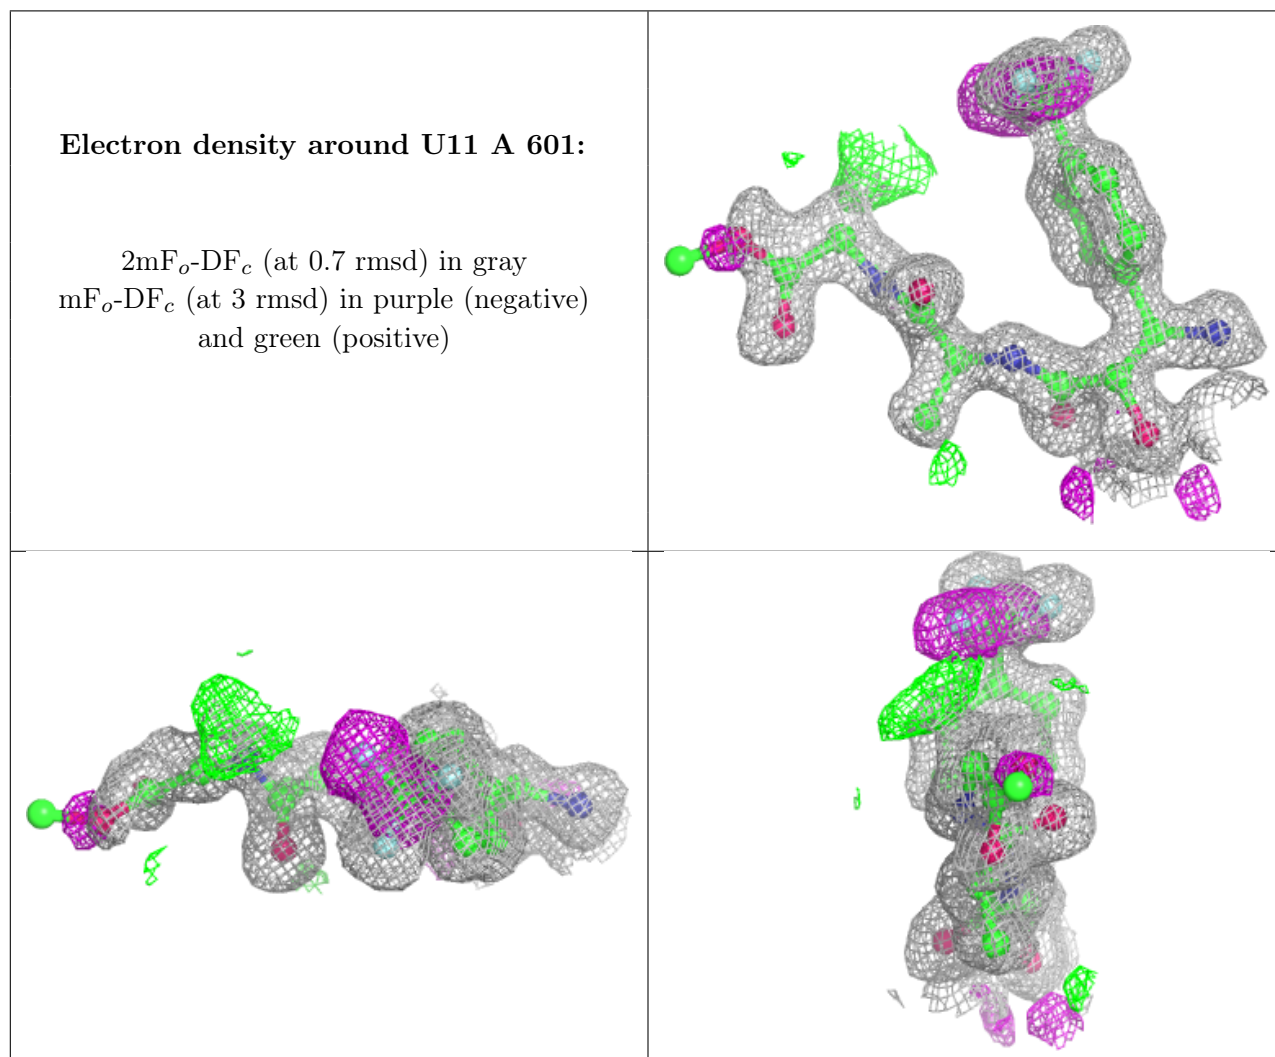 Electron density around U11 A 601:
2mFₒ-DF𝒸 (at 0.7 rmsd) in gray
mFₒ-DF𝒸 (at 3 rmsd) in purple (negative)
and green (positive)